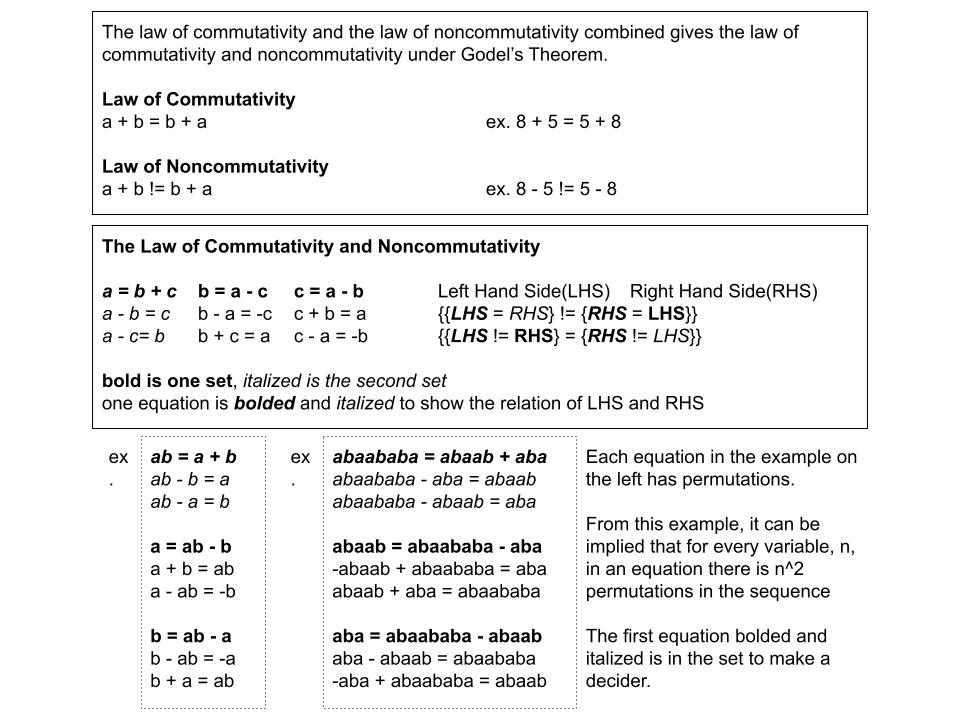 The law of commutativity and the law of noncommutativity combined gives the law of
commutativity and noncommutativity under Godel's Theorem.
Law of Commutativity
a + b = b + a ex. 8 + 5 = 5 + 8
Law of Noncommutativity
a + b != b + a ex. 8 - 5 != 5 - 8
The Law of Commutativity and Noncommutativity
a = b + c b = a - c c = a - b Left Hand Side(LHS) Right Hand Side(RHS)
a - b = c b - a = -c c + b = a {{LHS = RHS} != {RHS = LHS}}
a - c= b b + c = a c - a = -b {{LHS != RHS} = {RHS != LHS}}
bold is one set, italized is the second set
one equation is bolded and italized to show the relation of LHS and RHS
ex
.
ab = a + b
ab - b = a
ab - a = b
a = ab - b
a + b = ab
a - ab = -b
b = ab - a
b - ab = -a
b + a = ab
ex
.
abaababa = abaab + aba
abaababa - aba = abaab
abaababa - abaab = aba
abaab = abaababa - aba
-abaab + abaababa = aba
abaab + aba = abaababa
aba = abaababa - abaab
aba - abaab = abaababa
-aba + abaababa = abaab
Each equation in the example on
the left has permutations.
From this example, it can be
implied that for every variable, n,
in an equation there is n^2
permutations in the sequence
The first equation bolded and
italized is in the set to make a
decider.